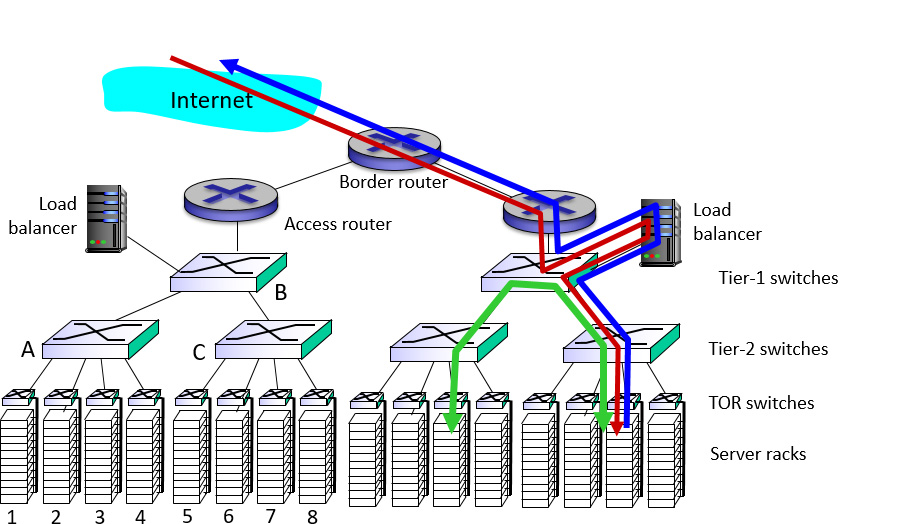 Internet
Border router
Load
balancer
Access router
Load
balancer
B
Tier-1 switches
A
C
Tier-2 switches
TOR switches
Server racks
1 2 3 4 5 6 7 8